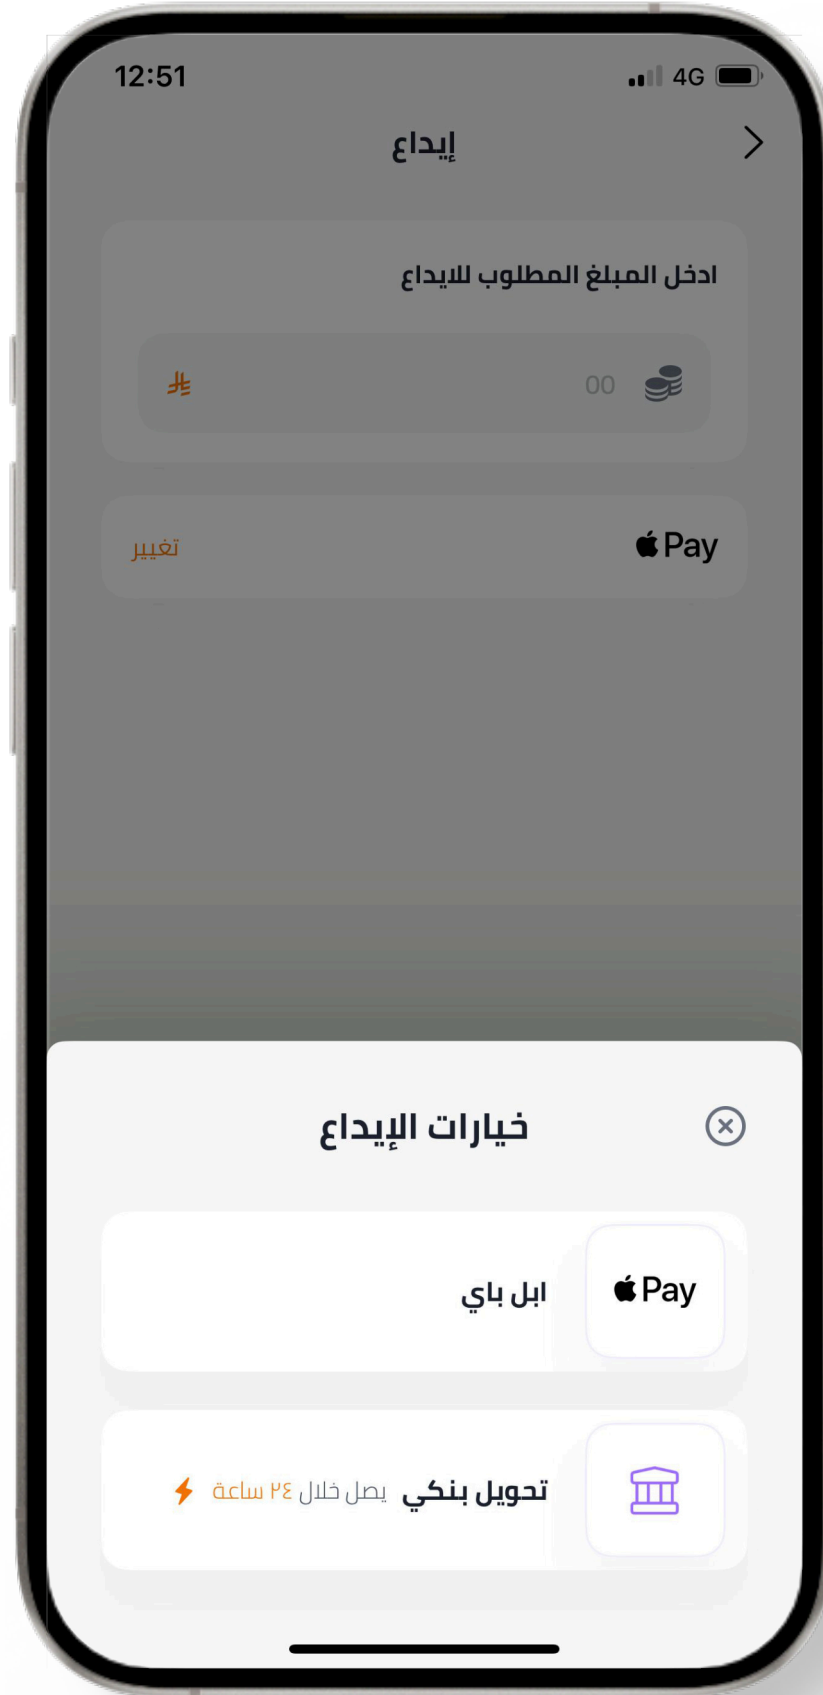 12:51
4G
إيداع
ادخل المبلغ المطلوب للايداع
00
Pay
تغيير
خيارات الإيداع
Pay
ابل باي
تحويل بنكي يصل خلال ٢٤ ساعة